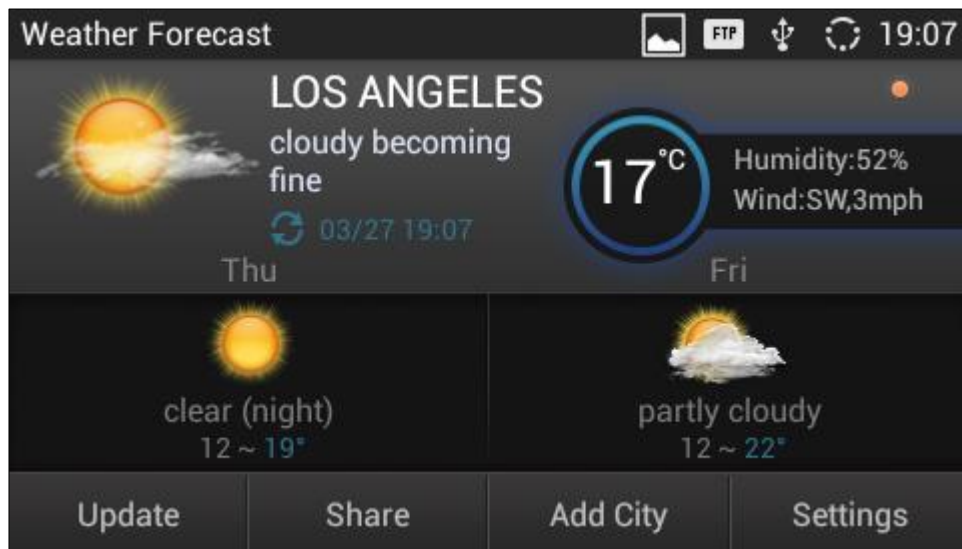 Weather Forecast
FTP
19:07
LOS ANGELES
cloudy becoming
fine
03/27 19:07
17°C
Humidity:52%
Wind:SW,3mph
Thu
Fri
clear (night)
12 ~ 19°
partly cloudy
12 ~ 22°
Update
Share
Add City
Settings